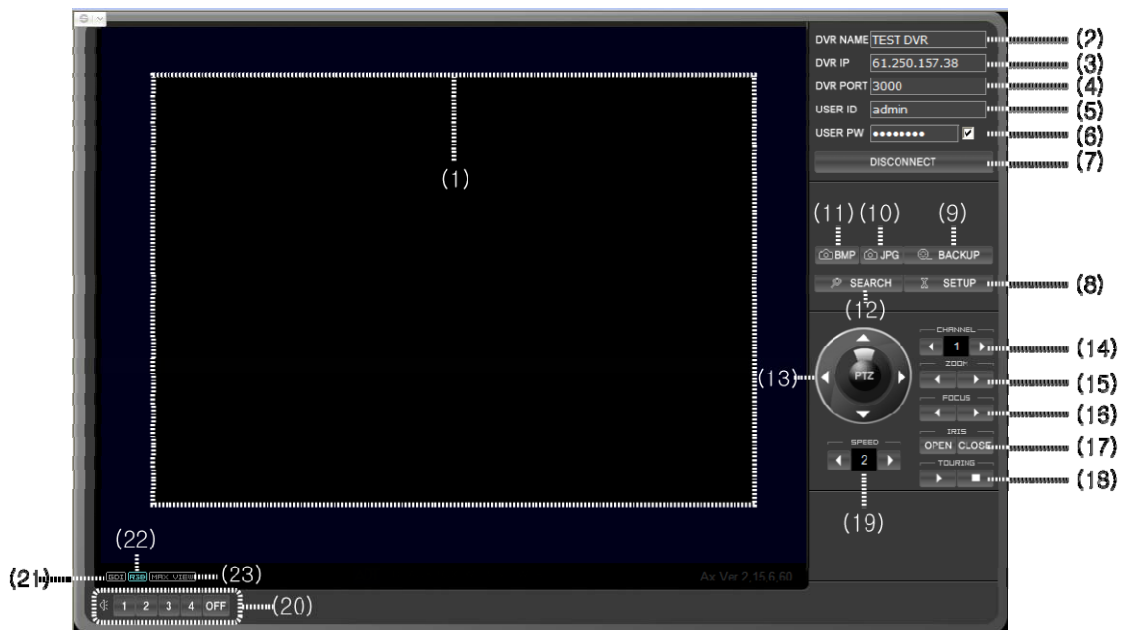 DVR NAME TEST DVR (2)
DVR IP 61.250.157.38 (3)
DVR PORT 3000 (4)
USER ID admin (5)
USER PW •••••••• (6)
DISCONNECT (7)
(1)
(11) (10) (9)
BMP JPG BACKUP
SEARCH SETUP (8)
(12)
CHANNEL
1 (14)
ZOOM
(13) PTZ (15)
FOCUS
(16)
IRIS
OPEN CLOSE (17)
SPEED
2
TOURING
(18)
(19)
(22)
(21) GDI R3D MAX VIEW (23) Ax Ver 2,15,6,60
1 2 3 4 OFF (20)